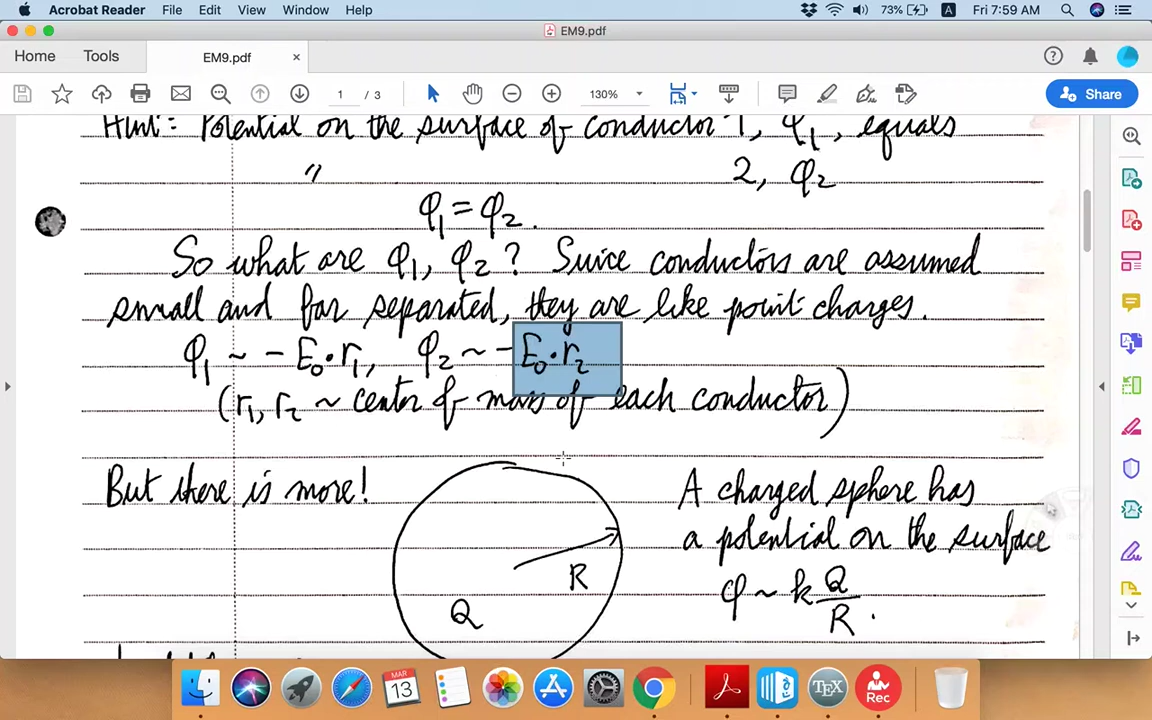 Acrobat Reader File Edit View Window Help 73% A Fri 7:59 AM
EM9.pdf
Home Tools EM9.pdf ×
1 / 3 130% Share
Hint: Potential on the surface of conductor 1, φ₁, equals
〃 2, φ₂
φ₁ = φ₂.
So what are φ₁, φ₂? Since conductors are assumed
small and far separated, they are like point charges.
φ₁ ~ - E₀·r₁, φ₂ ~ - E₀·r₂
(r₁, r₂ ~ center of mass of each conductor)
But there is more! A charged sphere has
a potential on the surface
R φ ~ k Q/R.
Q
MAR
13
TEX
Rec